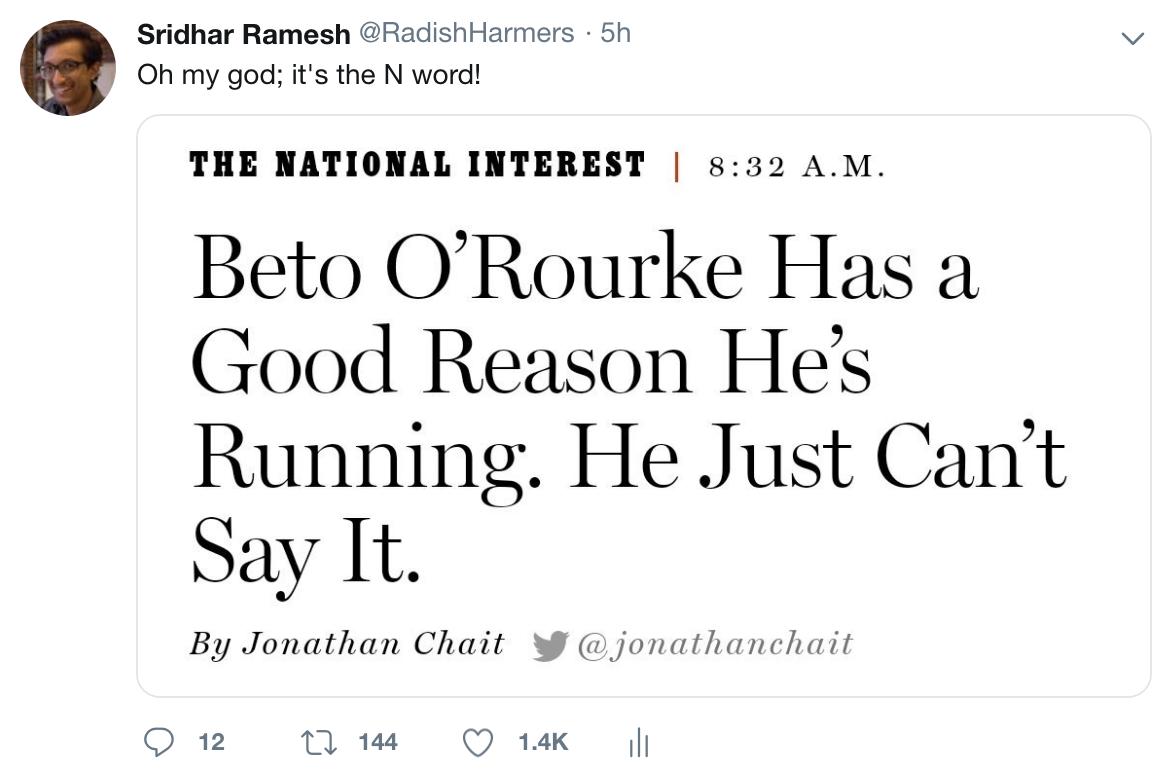 Sridhar Ramesh @RadishHarmers · 5h
Oh my god; it's the N word!
THE NATIONAL INTEREST | 8:32 A.M.
Beto O’Rourke Has a
Good Reason He’s
Running. He Just Can’t
Say It.
By Jonathan Chait @jonathanchait
12 144 1.4K